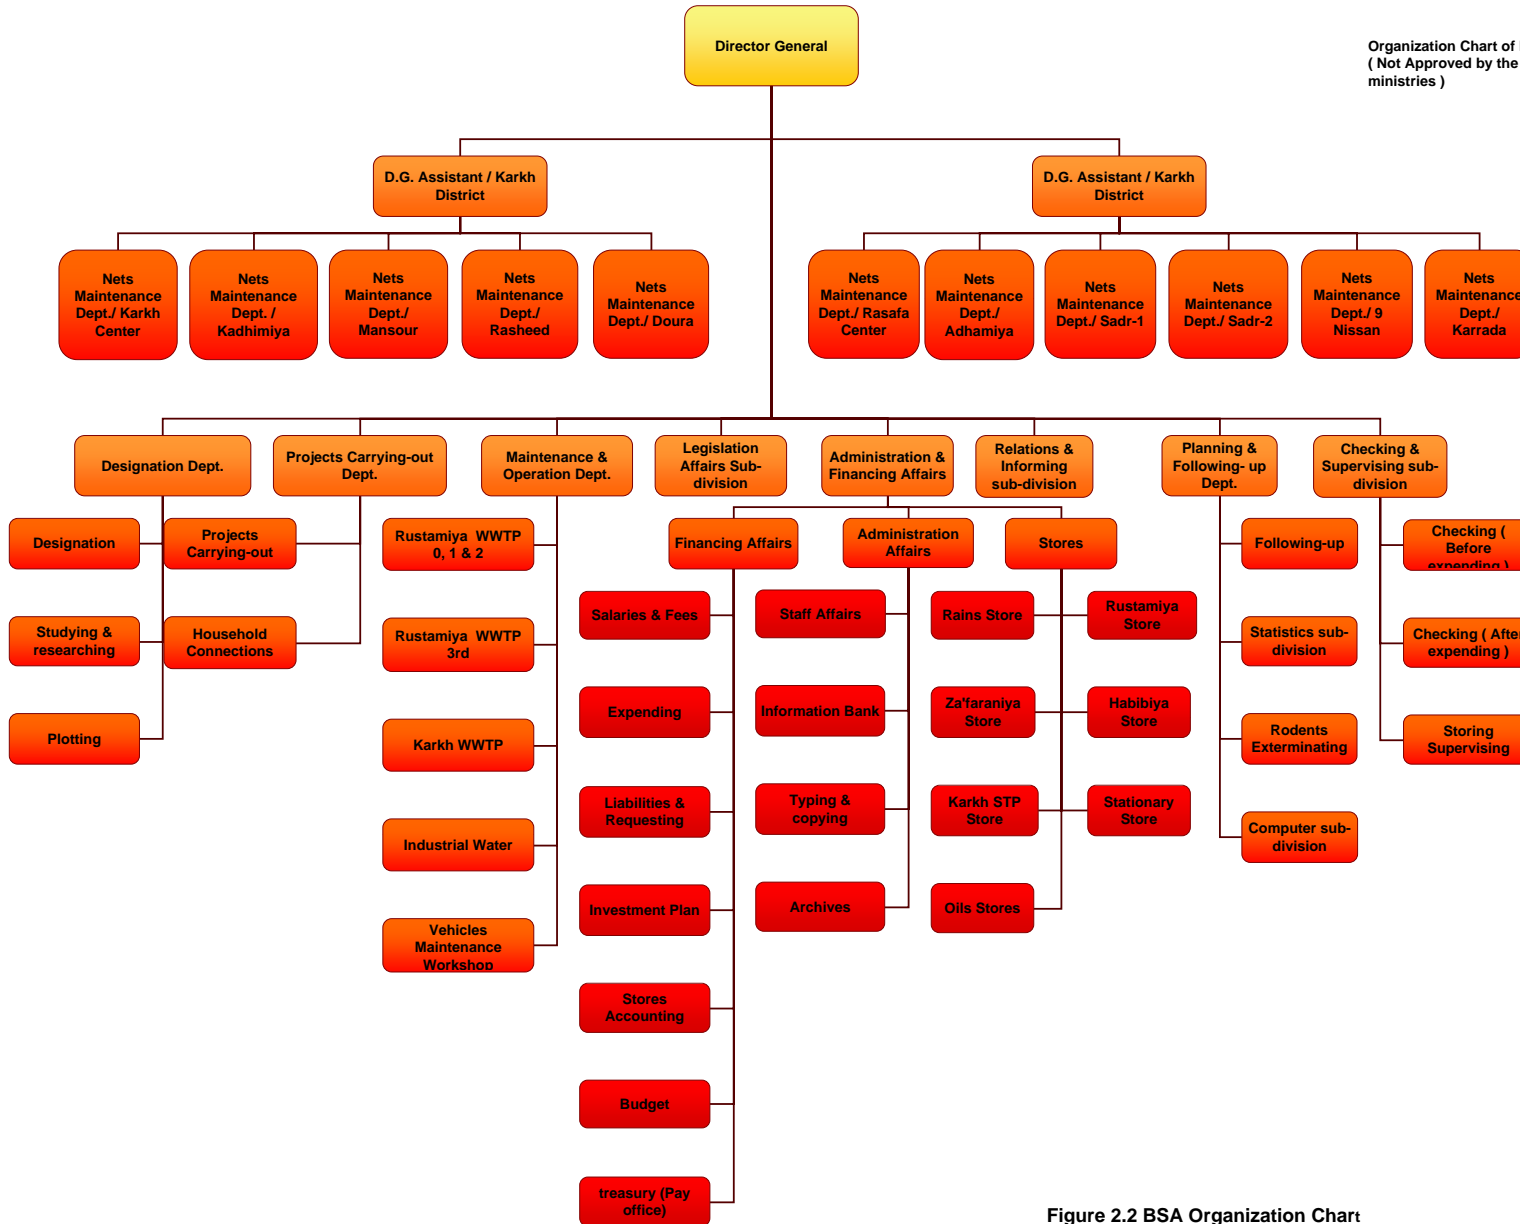 Director General
Organization Chart of
( Not Approved by the
ministries )
D.G. Assistant / Karkh
District
D.G. Assistant / Karkh
District
Nets
Maintenance
Dept./ Karkh
Center
Nets
Maintenance
Dept. /
Kadhimiya
Nets
Maintenance
Dept./
Mansour
Nets
Maintenance
Dept./
Rasheed
Nets
Maintenance
Dept./ Doura
Nets
Maintenance
Dept./ Rasafa
Center
Nets
Maintenance
Dept./
Adhamiya
Nets
Maintenance
Dept./ Sadr-1
Nets
Maintenance
Dept./ Sadr-2
Nets
Maintenance
Dept./ 9
Nissan
Nets
Maintenance
Dept./
Karrada
Designation Dept.
Projects Carrying-out
Dept.
Maintenance &
Operation Dept.
Legislation
Affairs Sub-
division
Administration &
Financing Affairs
Relations &
Informing
sub-division
Planning &
Following- up
Dept.
Checking &
Supervising sub-
division
Designation
Studying &
researching
Plotting
Projects
Carrying-out
Household
Connections
Rustamiya WWTP
0, 1 & 2
Rustamiya WWTP
3rd
Karkh WWTP
Industrial Water
Vehicles
Maintenance
Workshop
Financing Affairs
Salaries & Fees
Expending
Liabilities &
Requesting
Investment Plan
Stores
Accounting
Budget
treasury (Pay
office)
Administration
Affairs
Staff Affairs
Information Bank
Typing &
copying
Archives
Stores
Rains Store
Rustamiya
Store
Za'faraniya
Store
Habibiya
Store
Karkh STP
Store
Stationary
Store
Oils Stores
Following-up
Statistics sub-
division
Rodents
Exterminating
Computer sub-
division
Checking (
Before
expending )
Checking ( After
expending )
Storing
Supervising
Figure 2.2 BSA Organization Chart